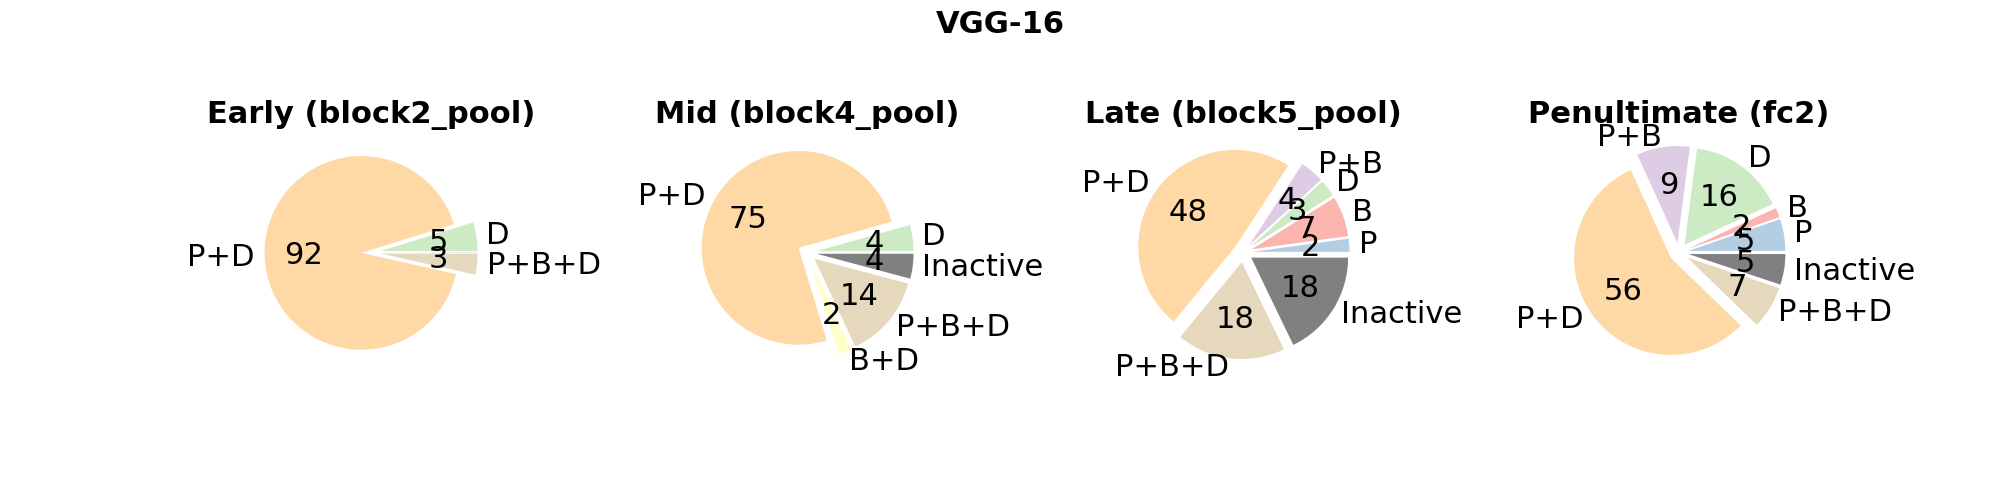 VGG-16
Early (block2_pool)
P+D
92
5
D
3
P+B+D
Mid (block4_pool)
P+D
75
4
D
4
Inactive
14
P+B+D
2
B+D
Late (block5_pool)
P+D
48
4
P+B
3
D
7
B
2
P
18
Inactive
18
P+B+D
Penultimate (fc2)
P+B
9
D
16
B
2
P
5
5
Inactive
7
P+B+D
56
P+D